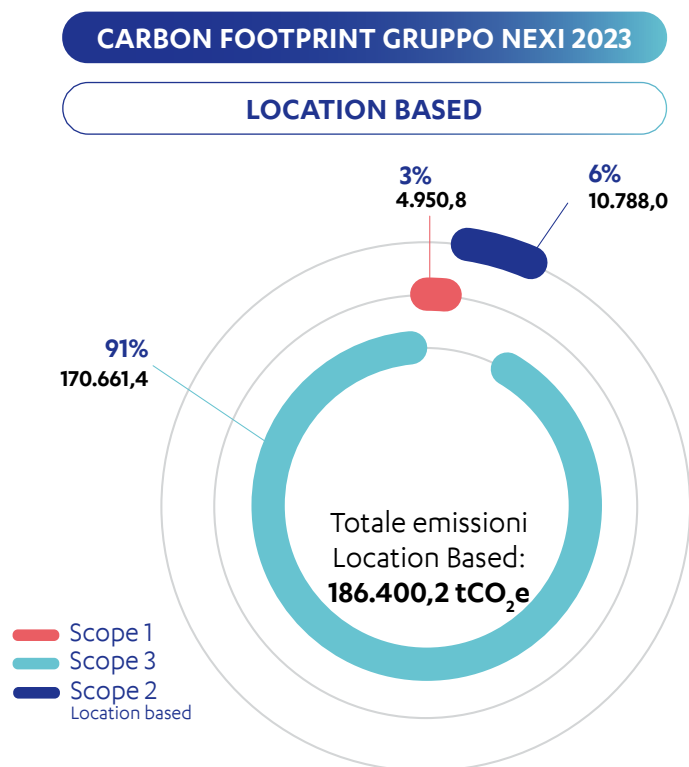 CARBON FOOTPRINT GRUPPO NEXI 2023
LOCATION BASED
3%
4.950,8
6%
10.788,0
91%
170.661,4
Totale emissioni
Location Based:
186.400,2 tCO₂e
Scope 1
Scope 3
Scope 2
Location based